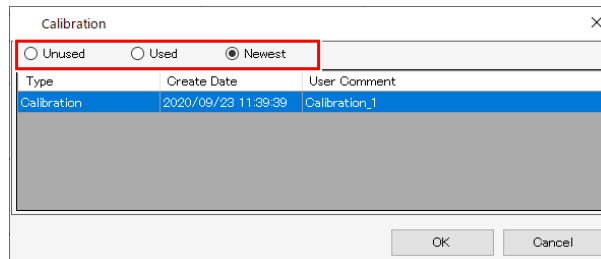 Calibration
Unused Used Newest
Type Create Date User Comment
Calibration 2020/09/23 11:39:39 Calibration_1
OK Cancel